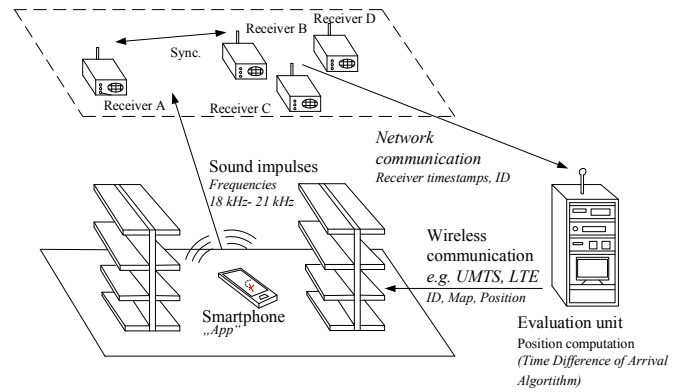 Receiver D
Receiver B
Sync.
Receiver A
Receiver C
Network
communication
Receiver timestamps, ID
Sound impulses
Frequencies
18 kHz- 21 kHz
Wireless
communication
e.g. UMTS, LTE
ID, Map, Position
Smartphone
„App“
Evaluation unit
Position computation
(Time Difference of Arrival
Algortithm)